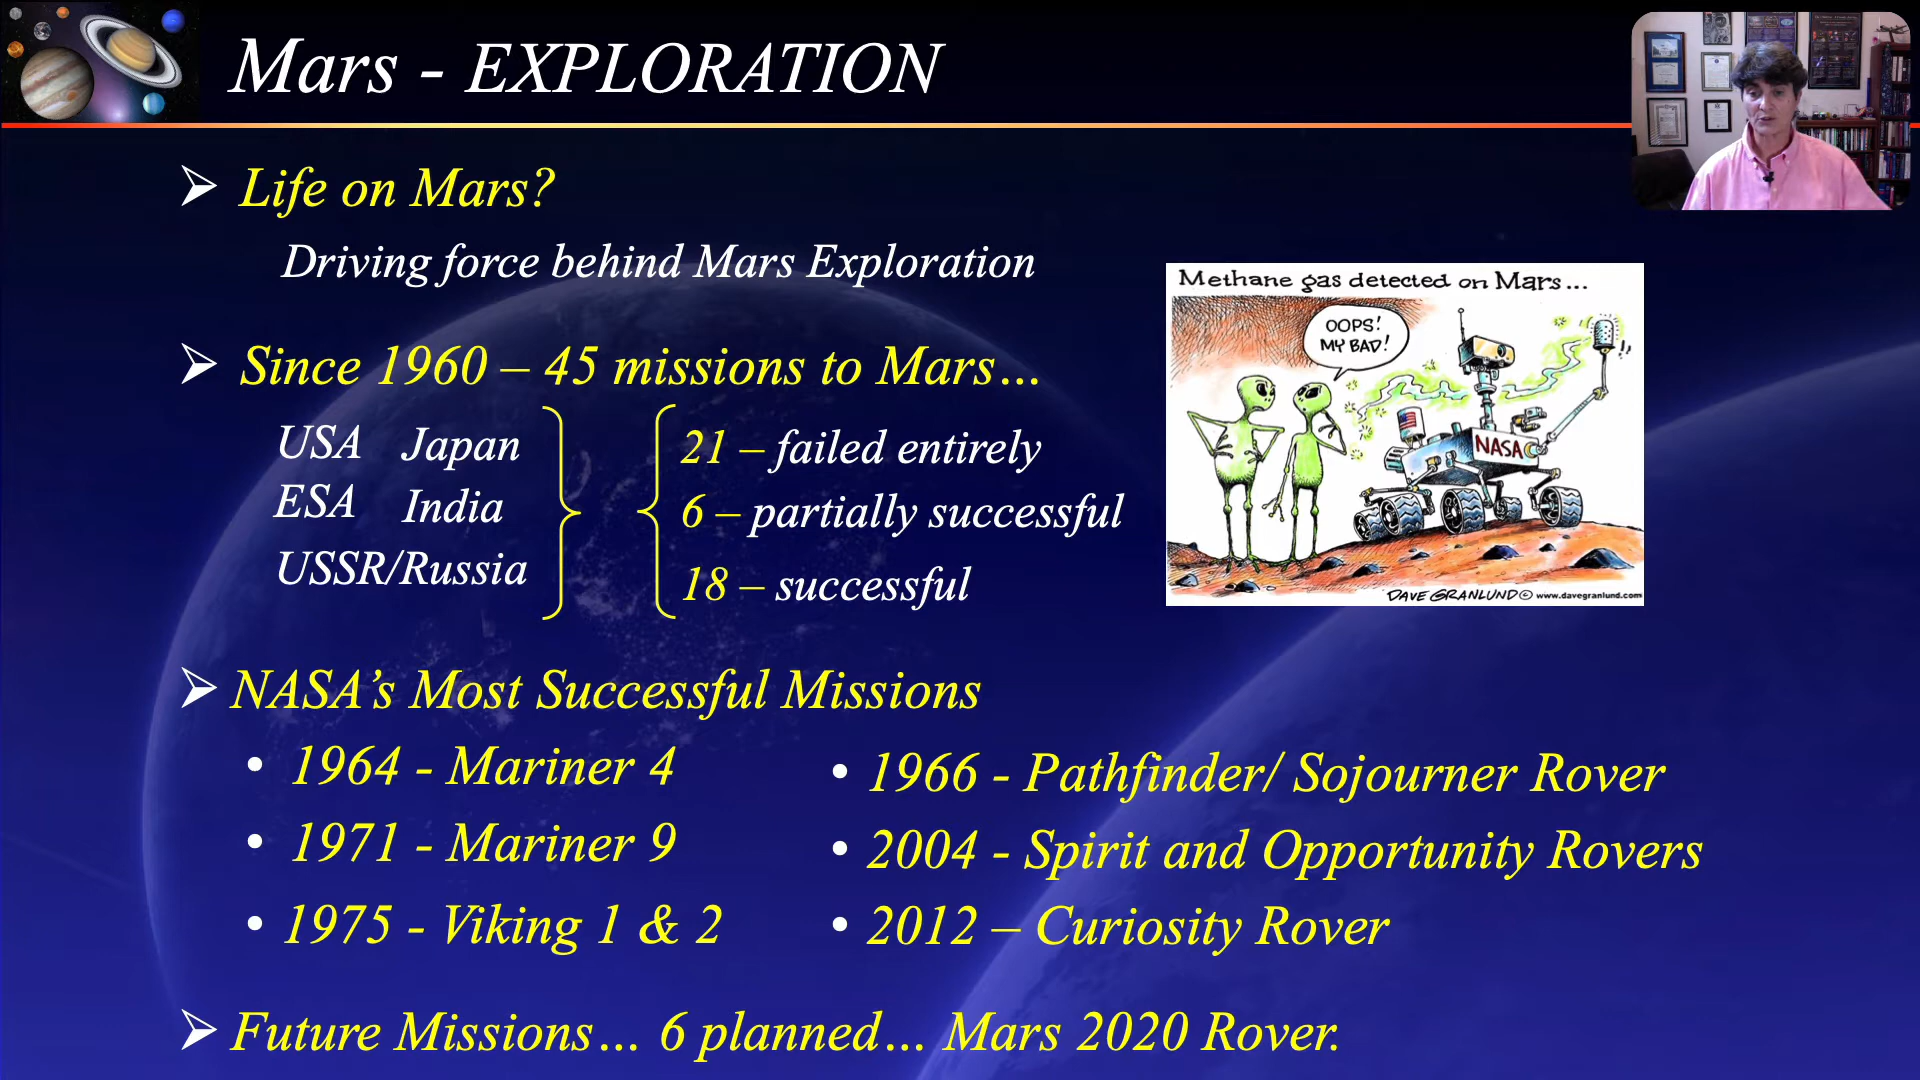 Mars - EXPLORATION
➢ Life on Mars?
Driving force behind Mars Exploration
➢ Since 1960 – 45 missions to Mars…
USA Japan
ESA India
USSR/Russia
21 – failed entirely
6 – partially successful
18 – successful
Methane gas detected on Mars...
OOPS!
MY BAD!
NASA
DAVE GRANLUND © www.davegranlund.com
➢ NASA’s Most Successful Missions
• 1964 - Mariner 4
• 1971 - Mariner 9
• 1975 - Viking 1 & 2
• 1966 - Pathfinder/ Sojourner Rover
• 2004 - Spirit and Opportunity Rovers
• 2012 – Curiosity Rover
➢ Future Missions… 6 planned… Mars 2020 Rover.